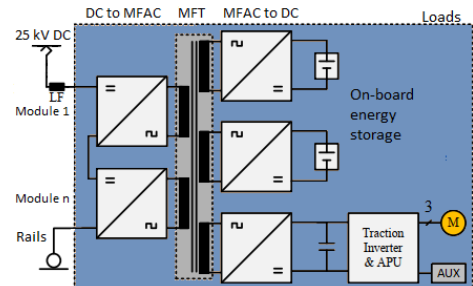 DC to MFAC MFT MFAC to DC Loads
25 kV DC
LF
Module 1
On-board
energy
storage
Module n
Rails
Traction
Inverter
& APU
3
M
AUX